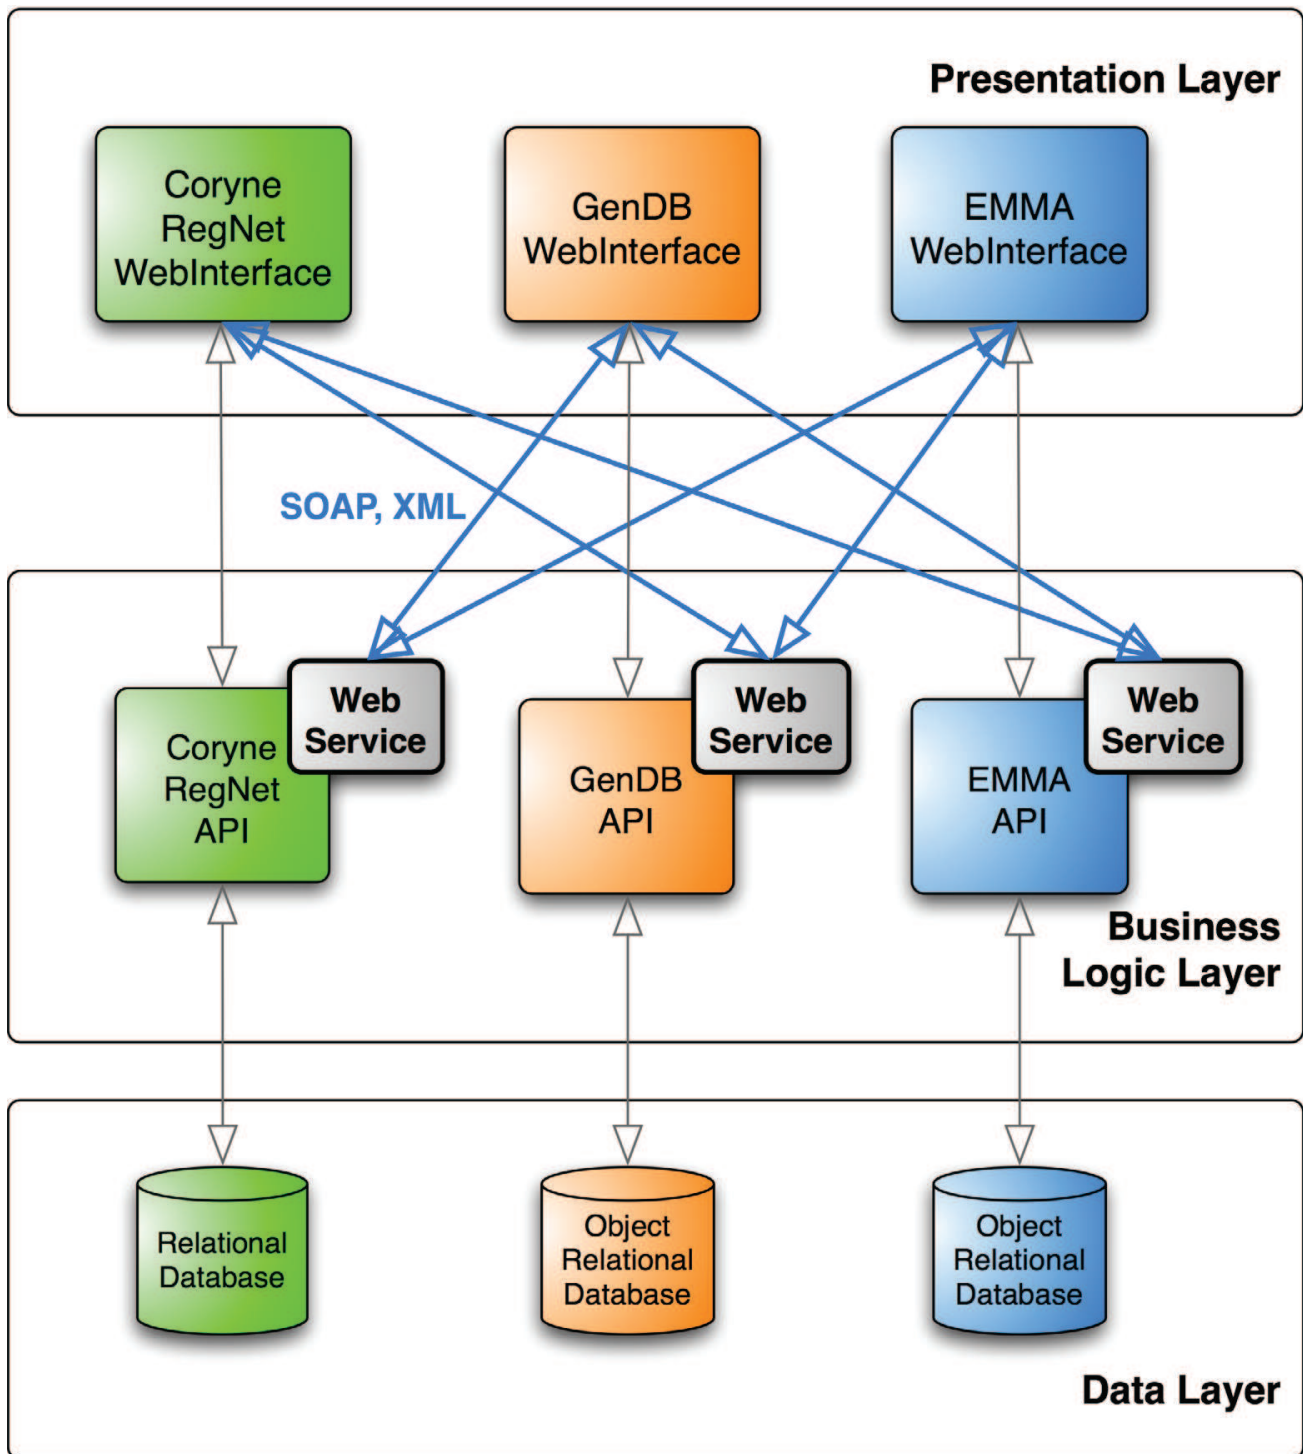 Presentation Layer
Coryne
RegNet
WebInterface
GenDB
WebInterface
EMMA
WebInterface
SOAP, XML
Web
Service
Coryne
RegNet
API
Web
Service
GenDB
API
Web
Service
EMMA
API
Business
Logic Layer
Relational
Database
Object
Relational
Database
Object
Relational
Database
Data Layer